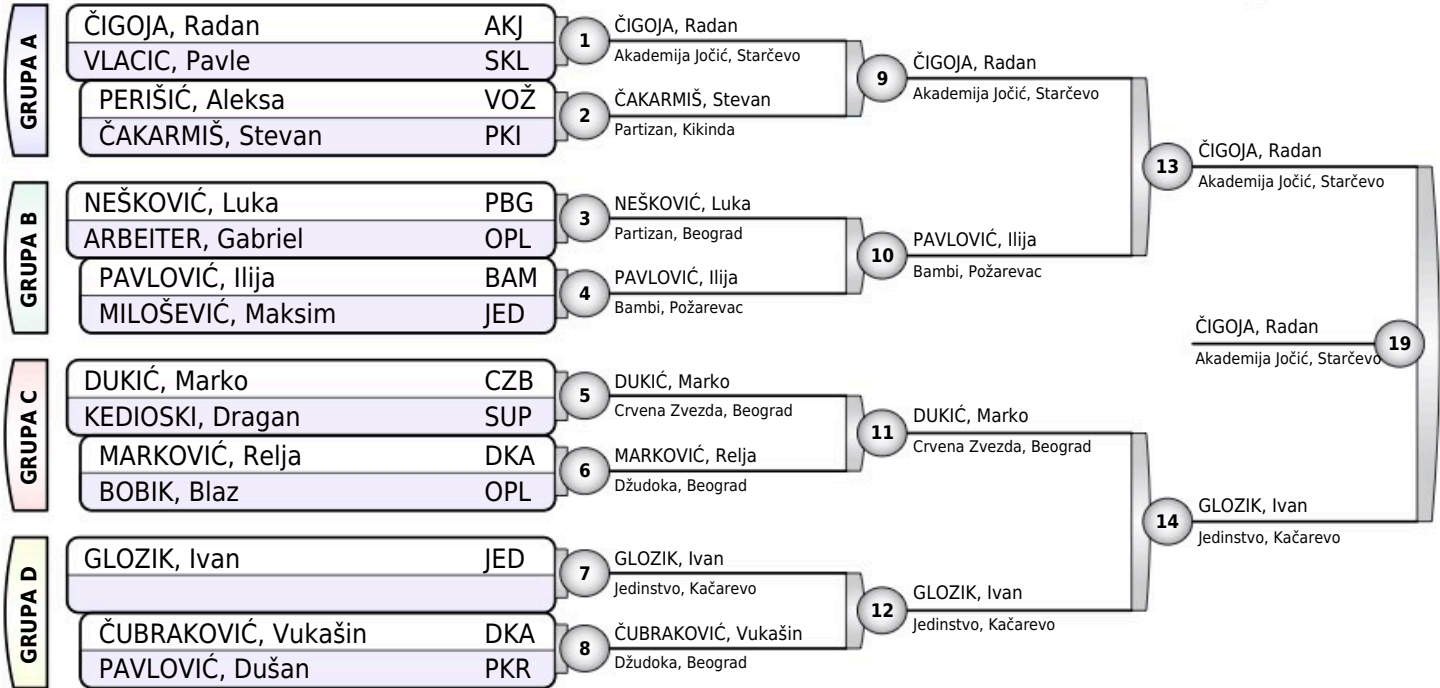 GRUPA A
ČIGOJA, Radan AKJ
VLACIC, Pavle SKL
PERIŠIĆ, Aleksa VOŽ
ČAKARMIŠ, Stevan PKI
GRUPA B
NEŠKOVIĆ, Luka PBG
ARBEITER, Gabriel OPL
PAVLOVIĆ, Ilija BAM
MILOŠEVIĆ, Maksim JED
GRUPA C
DUKIĆ, Marko CZB
KEDIOSKI, Dragan SUP
MARKOVIĆ, Relja DKA
BOBIK, Blaz OPL
GRUPA D
GLOZIK, Ivan JED
ČUBRAKOVIĆ, Vukašin DKA
PAVLOVIĆ, Dušan PKR
1
ČIGOJA, Radan
Akademija Jočić, Starčevo
2
ČAKARMIŠ, Stevan
Partizan, Kikinda
3
NEŠKOVIĆ, Luka
Partizan, Beograd
4
PAVLOVIĆ, Ilija
Bambi, Požarevac
5
DUKIĆ, Marko
Crvena Zvezda, Beograd
6
MARKOVIĆ, Relja
Džudoka, Beograd
7
GLOZIK, Ivan
Jedinstvo, Kačarevo
8
ČUBRAKOVIĆ, Vukašin
Džudoka, Beograd
9
ČIGOJA, Radan
Akademija Jočić, Starčevo
10
PAVLOVIĆ, Ilija
Bambi, Požarevac
11
DUKIĆ, Marko
Crvena Zvezda, Beograd
12
GLOZIK, Ivan
Jedinstvo, Kačarevo
13
ČIGOJA, Radan
Akademija Jočić, Starčevo
14
GLOZIK, Ivan
Jedinstvo, Kačarevo
ČIGOJA, Radan
Akademija Jočić, Starčevo
19